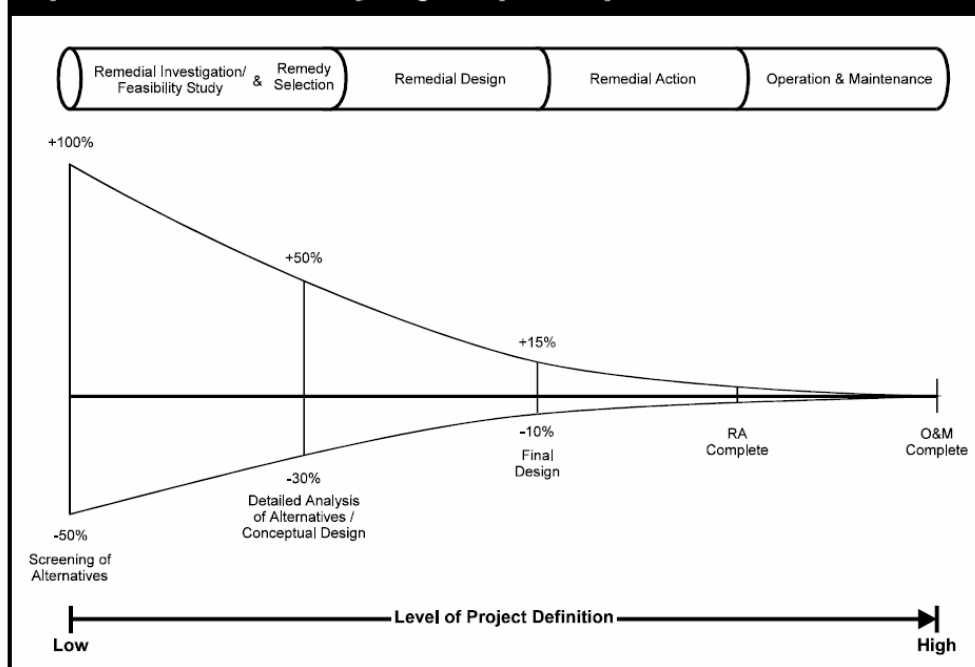 Remedial Investigation/
Feasibility Study
&
Remedy
Selection
Remedial Design
Remedial Action
Operation & Maintenance
+100%
+50%
+15%
-10%
Final
Design
RA
Complete
O&M
Complete
-30%
Detailed Analysis
of Alternatives /
Conceptual Design
-50%
Screening of
Alternatives
Level of Project Definition
Low
High